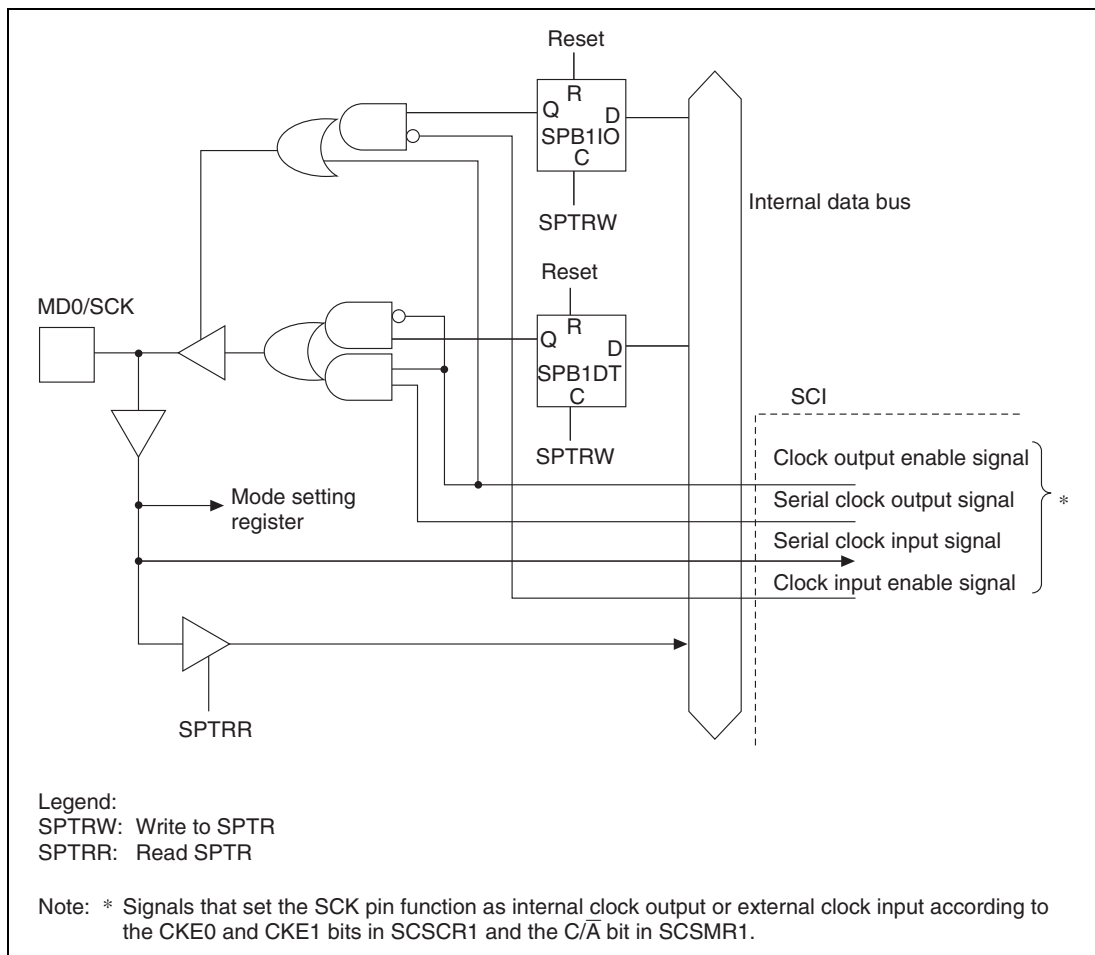 Reset
R
Q
D
SPB1IO
C
SPTRW
Internal data bus
Reset
MD0/SCK
R
Q
D
SPB1DT
C
SPTRW
SCI
Clock output enable signal
Serial clock output signal
Serial clock input signal
Clock input enable signal
*
Mode setting
register
SPTRR
Legend:
SPTRW: Write to SPTR
SPTRR: Read SPTR
Note: * Signals that set the SCK pin function as internal clock output or external clock input according to
the CKE0 and CKE1 bits in SCSCR1 and the C/A̅ bit in SCSMR1.